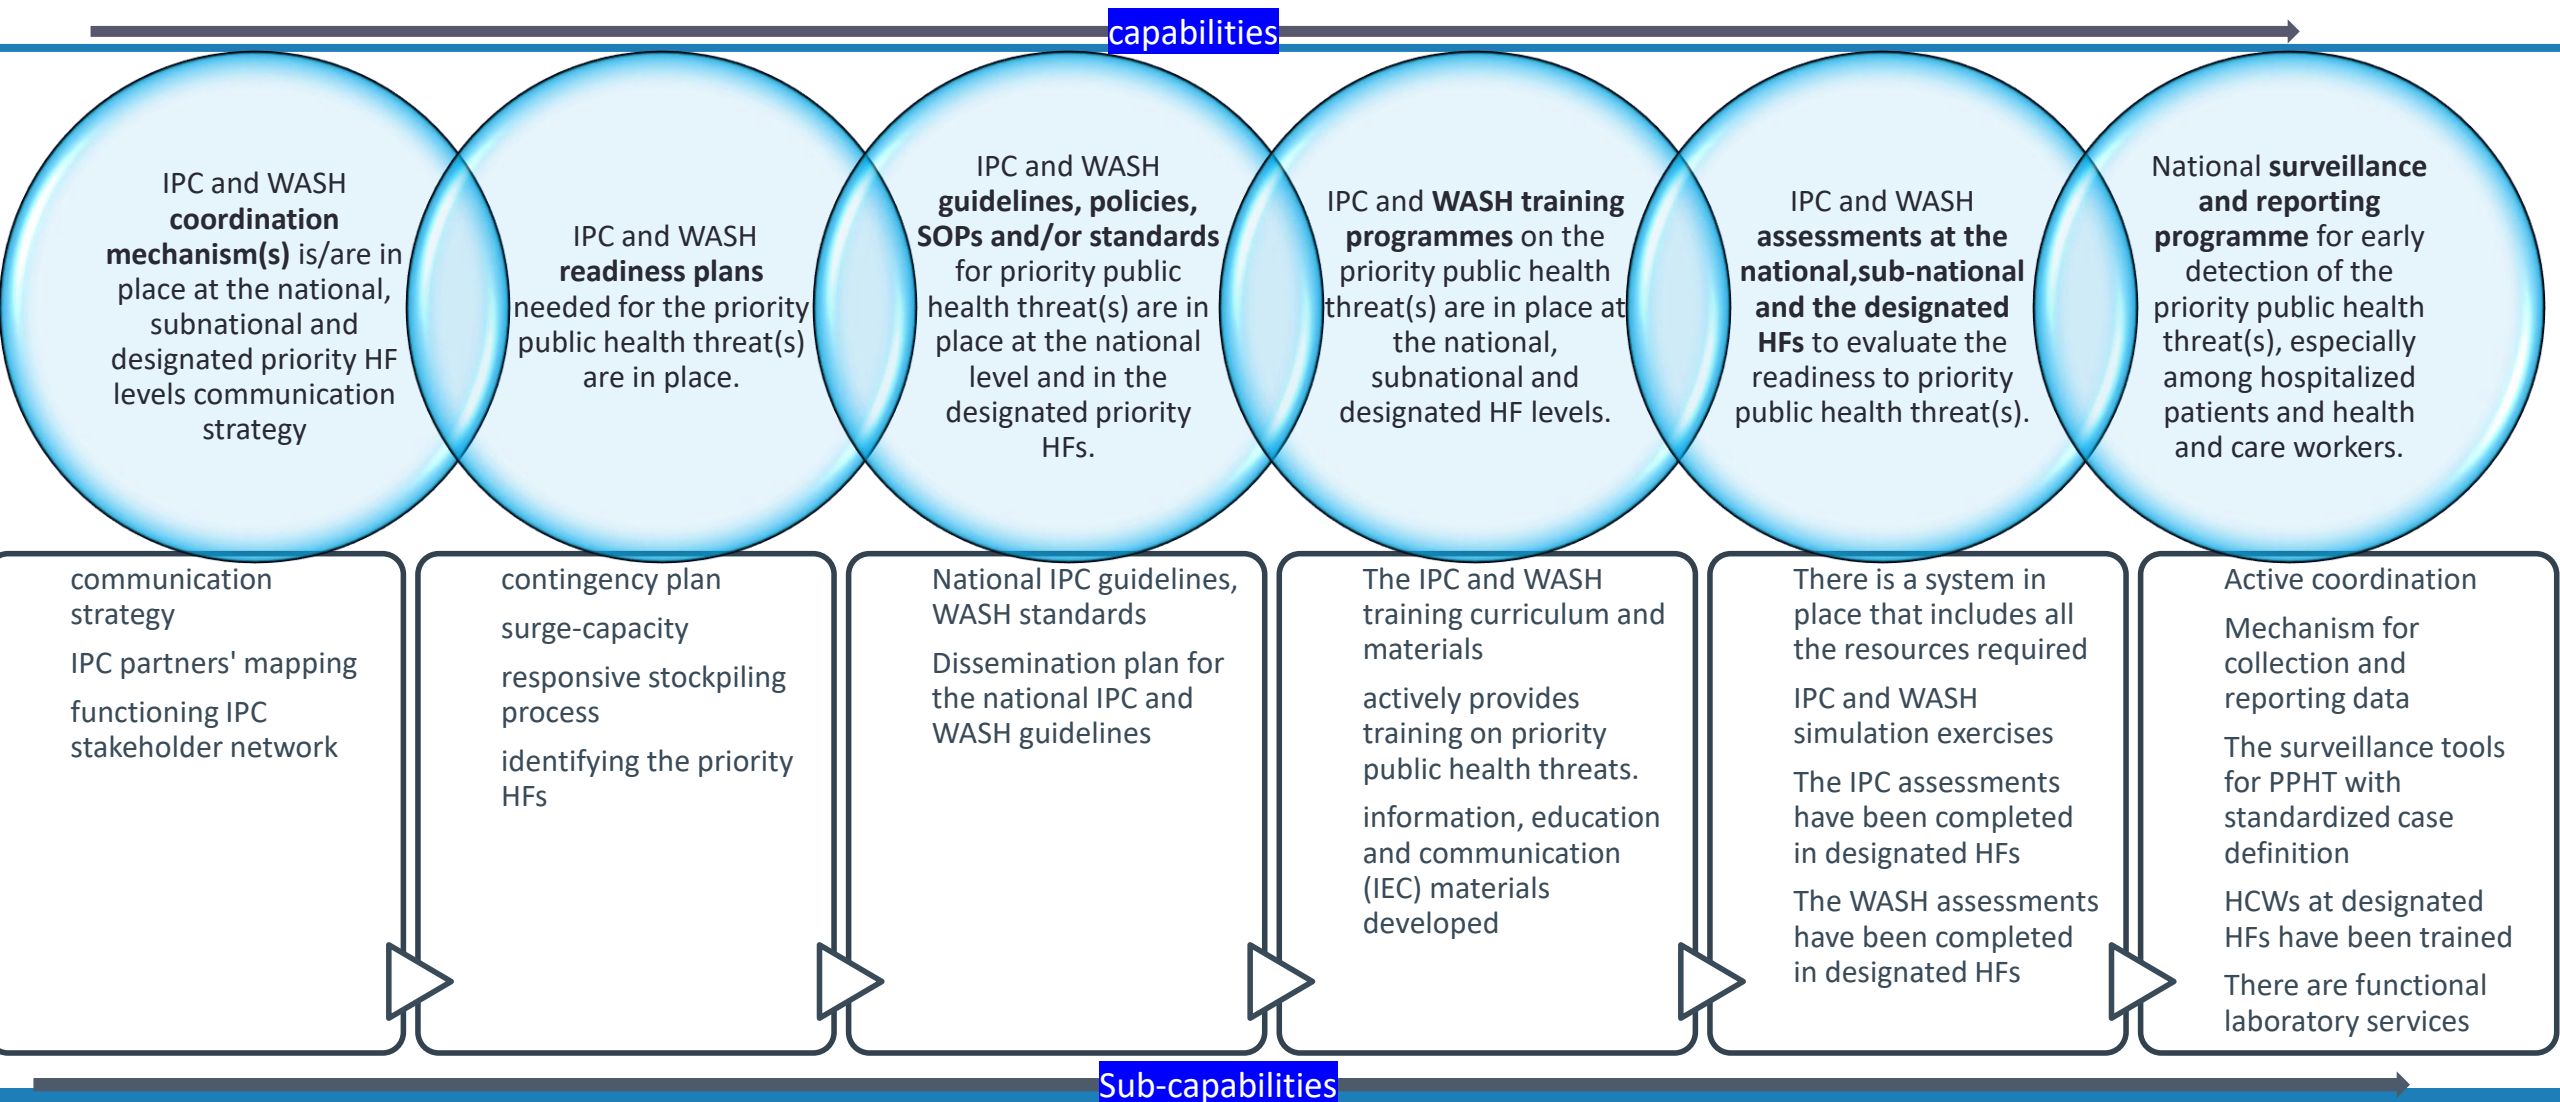 capabilities
IPC and WASH
coordination
mechanism(s) is/are in
place at the national,
subnational and
designated priority HF
levels communication
strategy
IPC and WASH
readiness plans
needed for the priority
public health threat(s)
are in place.
IPC and WASH
guidelines, policies,
SOPs and/or standards
for priority public
health threat(s) are in
place at the national
level and in the
designated priority
HFs.
IPC and WASH training
programmes on the
priority public health
threat(s) are in place at
the national,
subnational and
designated HF levels.
IPC and WASH
assessments at the
national,sub-national
and the designated
HFs to evaluate the
readiness to priority
public health threat(s).
National surveillance
and reporting
programme for early
detection of the
priority public health
threat(s), especially
among hospitalized
patients and health
and care workers.
communication
strategy
IPC partners' mapping
functioning IPC
stakeholder network
contingency plan
surge-capacity
responsive stockpiling
process
identifying the priority
HFs
National IPC guidelines,
WASH standards
Dissemination plan for
the national IPC and
WASH guidelines
The IPC and WASH
training curriculum and
materials
actively provides
training on priority
public health threats.
information, education
and communication
(IEC) materials
developed
There is a system in
place that includes all
the resources required
IPC and WASH
simulation exercises
The IPC assessments
have been completed
in designated HFs
The WASH assessments
have been completed
in designated HFs
Active coordination
Mechanism for
collection and
reporting data
The surveillance tools
for PPHT with
standardized case
definition
HCWs at designated
HFs have been trained
There are functional
laboratory services
Sub-capabilities